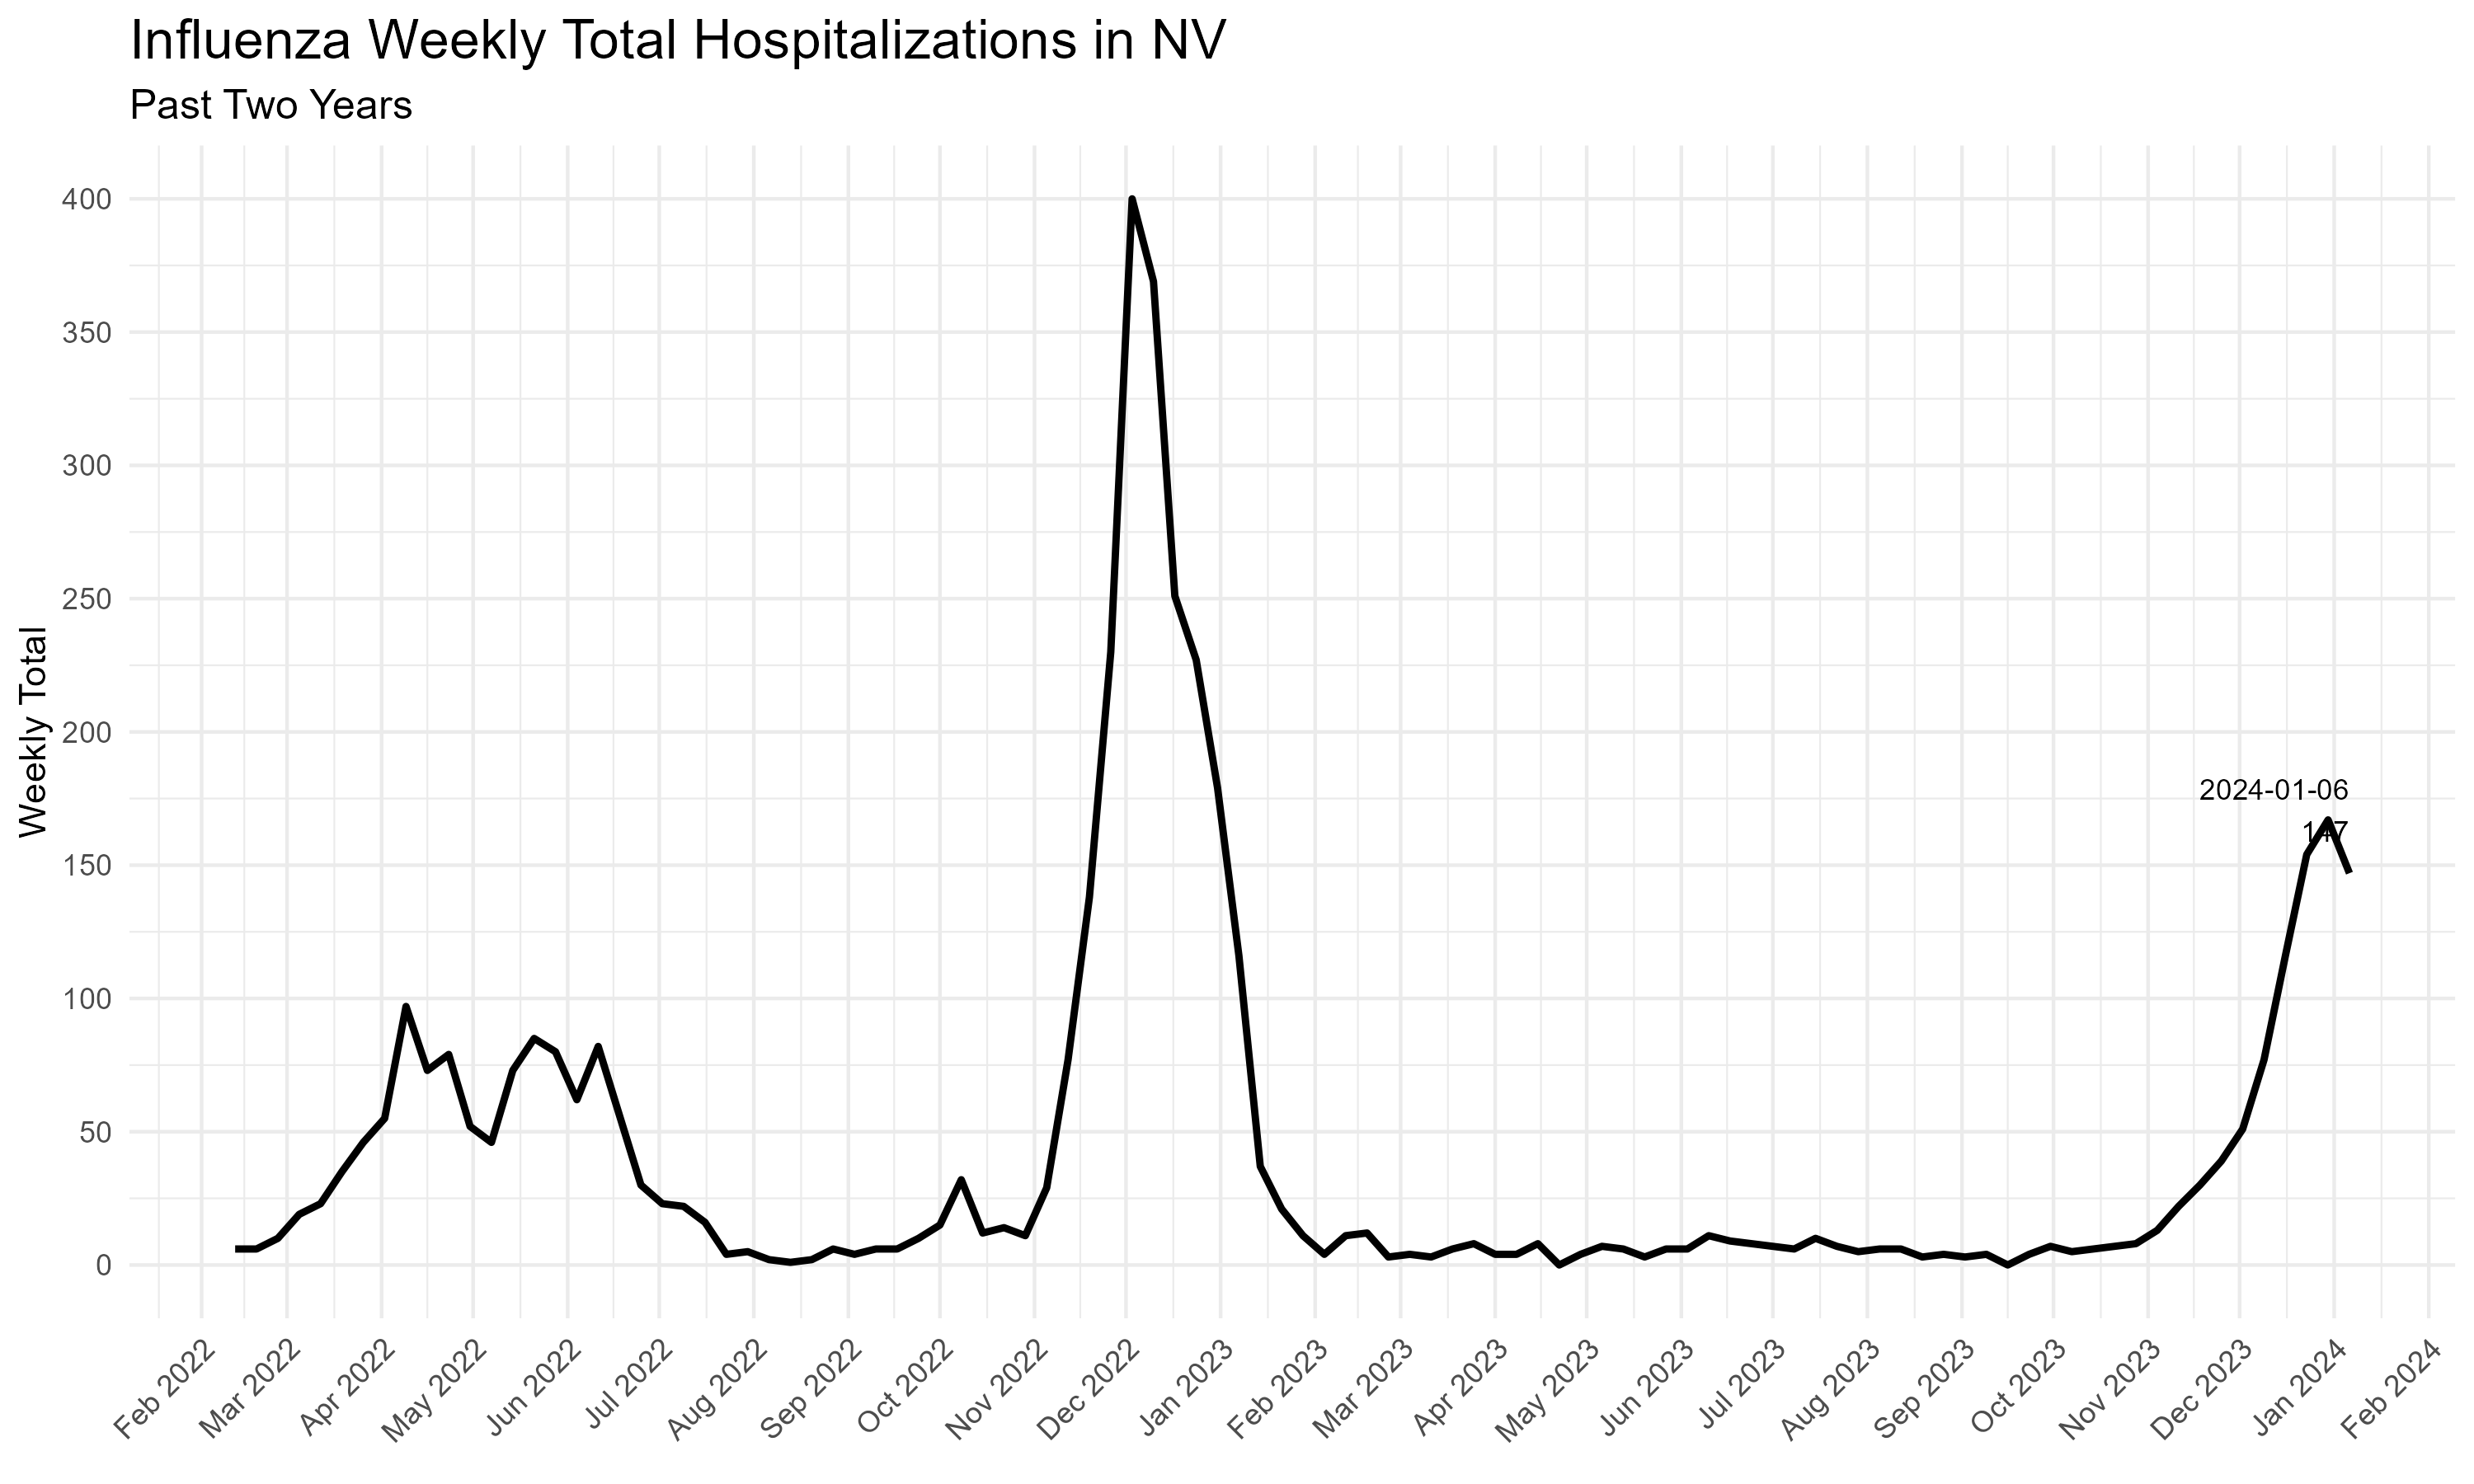 Influenza Weekly Total Hospitalizations in NV
Past Two Years
Weekly Total
400
350
300
250
200
150
100
50
0
2024-01-06
147
Feb 2022
Mar 2022
Apr 2022
May 2022
Jun 2022
Jul 2022
Aug 2022
Sep 2022
Oct 2022
Nov 2022
Dec 2022
Jan 2023
Feb 2023
Mar 2023
Apr 2023
May 2023
Jun 2023
Jul 2023
Aug 2023
Sep 2023
Oct 2023
Nov 2023
Dec 2023
Jan 2024
Feb 2024